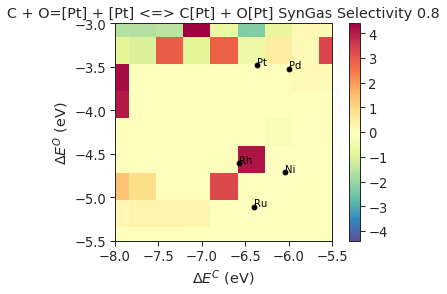 C + O=[Pt] + [Pt] <=> C[Pt] + O[Pt] SynGas Selectivity 0.8
−3.0
−3.5
−4.0
−4.5
−5.0
−5.5
ΔE^O (eV)
Pt
Pd
Rh
Ni
Ru
−8.0 −7.5 −7.0 −6.5 −6.0 −5.5
ΔE^C (eV)
4
3
2
1
0
−1
−2
−3
−4